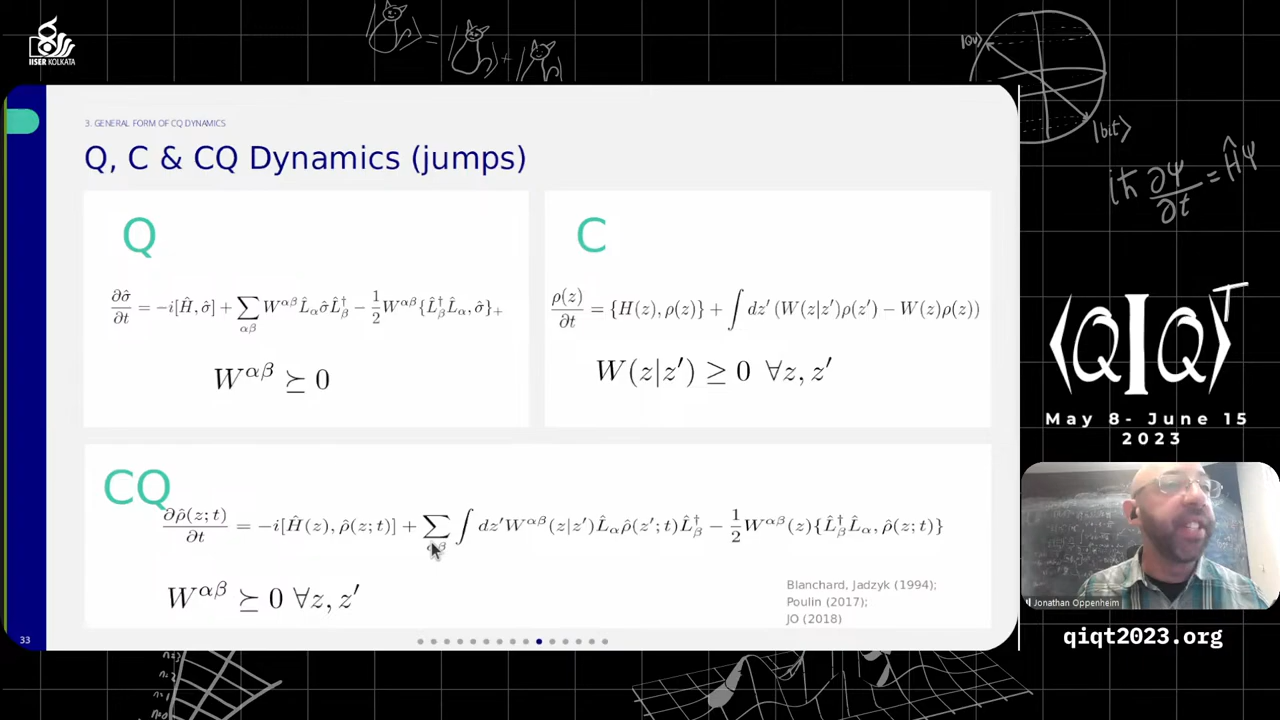 IISER KOLKATA
3. GENERAL FORM OF CQ DYNAMICS
Q, C & CQ Dynamics (jumps)
Q
∂σ̂/∂t = −i[Ĥ, σ̂] + ∑_{αβ} W^{αβ} L̂_α σ̂ L̂_β^† − 1/2 W^{αβ} {L̂_β^† L̂_α, σ̂}_+
W^{αβ} ⪰ 0
C
ρ(z)/∂t = {H(z), ρ(z)} + ∫ dz′ (W(z|z′)ρ(z′) − W(z)ρ(z))
W(z|z′) ≥ 0 ∀z, z′
CQ
∂ρ̂(z;t)/∂t = −i[Ĥ(z), ρ̂(z;t)] + ∑_{αβ} ∫ dz′ W^{αβ}(z|z′) L̂_α ρ̂(z′;t) L̂_β^† − 1/2 W^{αβ}(z) {L̂_β^† L̂_α, ρ̂(z;t)}
W^{αβ} ⪰ 0 ∀z, z′
Blanchard, Jadzyk (1994);
Poulin (2017);
JO (2018)
33
iℏ ∂ψ/∂t = Ĥψ
⟨Q|Q⟩T
May 8- June 15
2023
Jonathan Oppenheim
qiqt2023.org